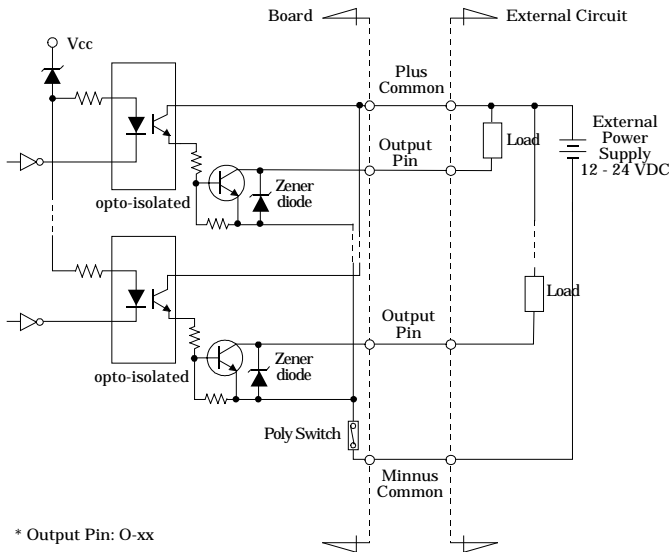 Board
External Circuit
Vcc
Plus
Common
Load
External
Power
Supply
12 - 24 VDC
Output
Pin
opto-isolated
Zener
diode
Load
Output
Pin
opto-isolated
Zener
diode
Poly Switch
Minnus
Common
* Output Pin: O-xx